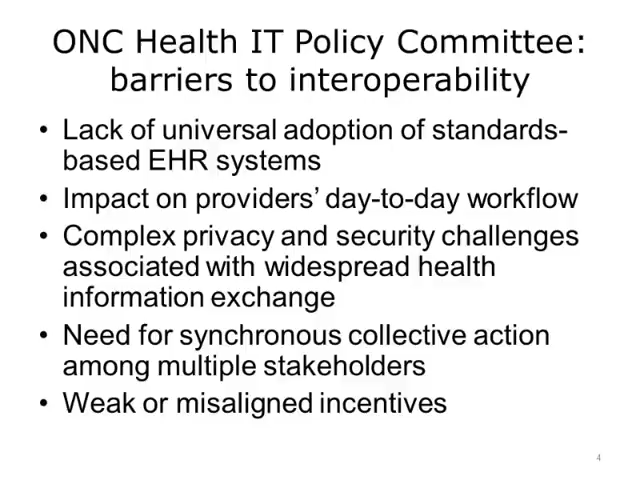 ONC Health IT Policy Committee:
barriers to interoperability
• Lack of universal adoption of standards-
based EHR systems
• Impact on providers’ day-to-day workflow
• Complex privacy and security challenges
associated with widespread health
information exchange
• Need for synchronous collective action
among multiple stakeholders
• Weak or misaligned incentives
4